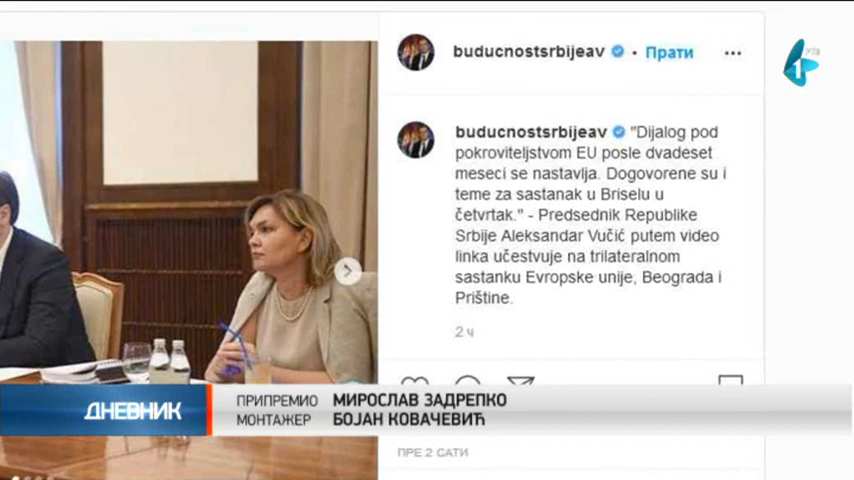 buducnostsrbijeav • Прати ...
1
buducnostsrbijeav "Dijalog pod
pokroviteljstvom EU posle dvadeset
meseci se nastavlja. Dogovorene su i
teme za sastanak u Briselu u
četvrtak." - Predsednik Republike
Srbije Aleksandar Vučić putem video
linka učestvuje na trilateralnom
sastanku Evropske unije, Beograda i
Prištine.
2 ч
ДНЕВНИК
ПРИПРЕМИО МИРОСЛАВ ЗАДРЕПКО
МОНТАЖЕР БОЈАН КОВАЧЕВИЋ
ПРЕ 2 САТИ